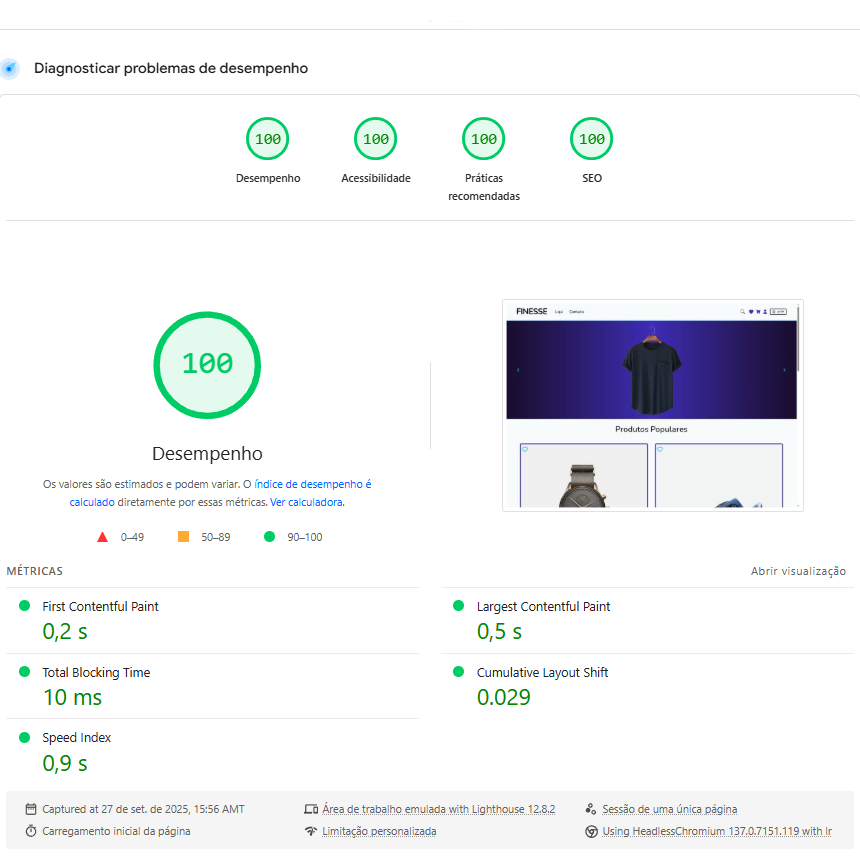 Diagnosticar problemas de desempenho
100
100
100
100
Desempenho
Acessibilidade
Práticas
recomendadas
SEO
100
Desempenho
Os valores são estimados e podem variar. O índice de desempenho é
calculado diretamente por essas métricas. Ver calculadora.
0–49
50–89
90–100
FINESSE
Loja
Contato
Produtos Populares
MÉTRICAS
Abrir visualização
First Contentful Paint
0,2 s
Largest Contentful Paint
0,5 s
Total Blocking Time
10 ms
Cumulative Layout Shift
0.029
Speed Index
0,9 s
Captured at 27 de set. de 2025, 15:56 AMT
Área de trabalho emulada with Lighthouse 12.8.2
Sessão de uma única página
Carregamento inicial da página
Limitação personalizada
Using HeadlessChromium 137.0.7151.119 with lr